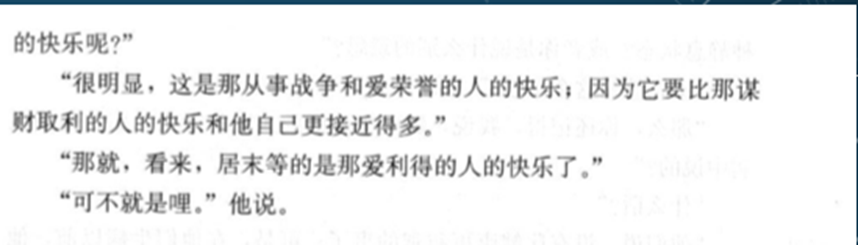 的快乐呢?”
“很明显，这是那从事战争和爱荣誉的人的快乐；因为它要比那谋
财取利的人的快乐和他自己更接近得多。”
“那就，看来，居末等的是那爱利得的人的快乐了。”
“可不就是哩。”他说。